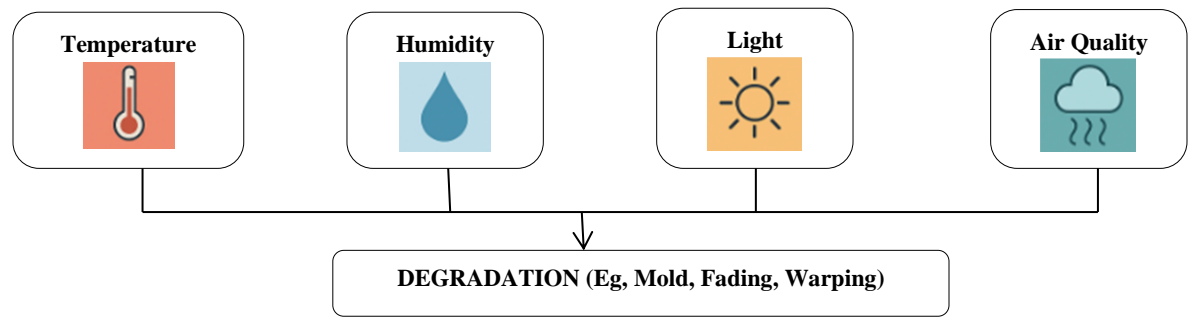 Temperature
Humidity
Light
Air Quality
DEGRADATION (Eg, Mold, Fading, Warping)